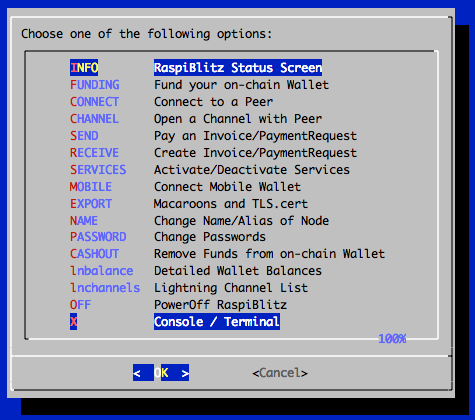 Choose one of the following options:
INFO RaspiBlitz Status Screen
FUNDING Fund your on-chain Wallet
CONNECT Connect to a Peer
CHANNEL Open a Channel with Peer
SEND Pay an Invoice/PaymentRequest
RECEIVE Create Invoice/PaymentRequest
SERVICES Activate/Deactivate Services
MOBILE Connect Mobile Wallet
EXPORT Macaroons and TLS.cert
NAME Change Name/Alias of Node
PASSWORD Change Passwords
CASHOUT Remove Funds from on-chain Wallet
lnbalance Detailed Wallet Balances
lnchannels Lightning Channel List
OFF PowerOff RaspiBlitz
X Console / Terminal
100%
< OK > <Cancel>